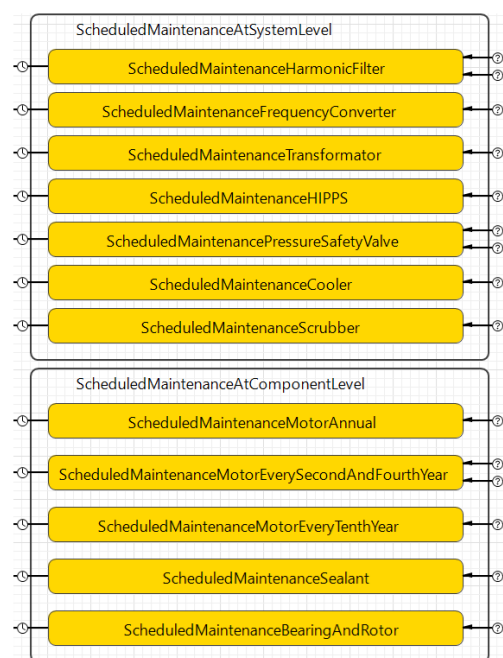 ScheduledMaintenanceAtSystemLevel
ScheduledMaintenanceHarmonicFilter
ScheduledMaintenanceFrequencyConverter
ScheduledMaintenanceTransformator
ScheduledMaintenanceHIPPS
ScheduledMaintenancePressureSafetyValve
ScheduledMaintenanceCooler
ScheduledMaintenanceScrubber
ScheduledMaintenanceAtComponentLevel
ScheduledMaintenanceMotorAnnual
ScheduledMaintenanceMotorEverySecondAndFourthYear
ScheduledMaintenanceMotorEveryTenthYear
ScheduledMaintenanceSealant
ScheduledMaintenanceBearingAndRotor